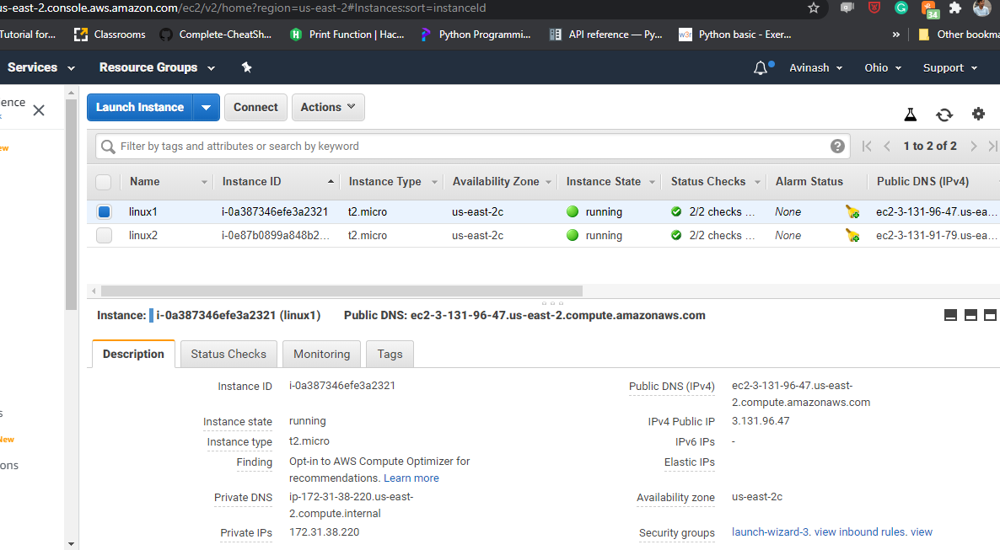 us-east-2.console.aws.amazon.com/ec2/v2/home?region=us-east-2#Instances:sort=instanceId
34
Tutorial for... Classrooms Complete-CheatSh... Print Function | Hac... Python Programmi... API reference — Py... w3r Python basic - Exer... » Other bookma
Services Resource Groups Avinash Ohio Support
ence
ew
s
New
ons
Launch Instance Connect Actions
Filter by tags and attributes or search by keyword ? 1 to 2 of 2
Name Instance ID Instance Type Availability Zone Instance State Status Checks Alarm Status Public DNS (IPv4)
linux1 i-0a387346efe3a2321 t2.micro us-east-2c running 2/2 checks ... None ec2-3-131-96-47.us-ea...
linux2 i-0e87b0899a848b2... t2.micro us-east-2c running 2/2 checks ... None ec2-3-131-91-79.us-ea...
Instance: i-0a387346efe3a2321 (linux1) Public DNS: ec2-3-131-96-47.us-east-2.compute.amazonaws.com
Description Status Checks Monitoring Tags
Instance ID i-0a387346efe3a2321
Instance state running
Instance type t2.micro
Finding Opt-in to AWS Compute Optimizer for
recommendations. Learn more
Private DNS ip-172-31-38-220.us-east-
2.compute.internal
Private IPs 172.31.38.220
Public DNS (IPv4) ec2-3-131-96-47.us-east-
2.compute.amazonaws.com
IPv4 Public IP 3.131.96.47
IPv6 IPs -
Elastic IPs
Availability zone us-east-2c
Security groups launch-wizard-3. view inbound rules. view